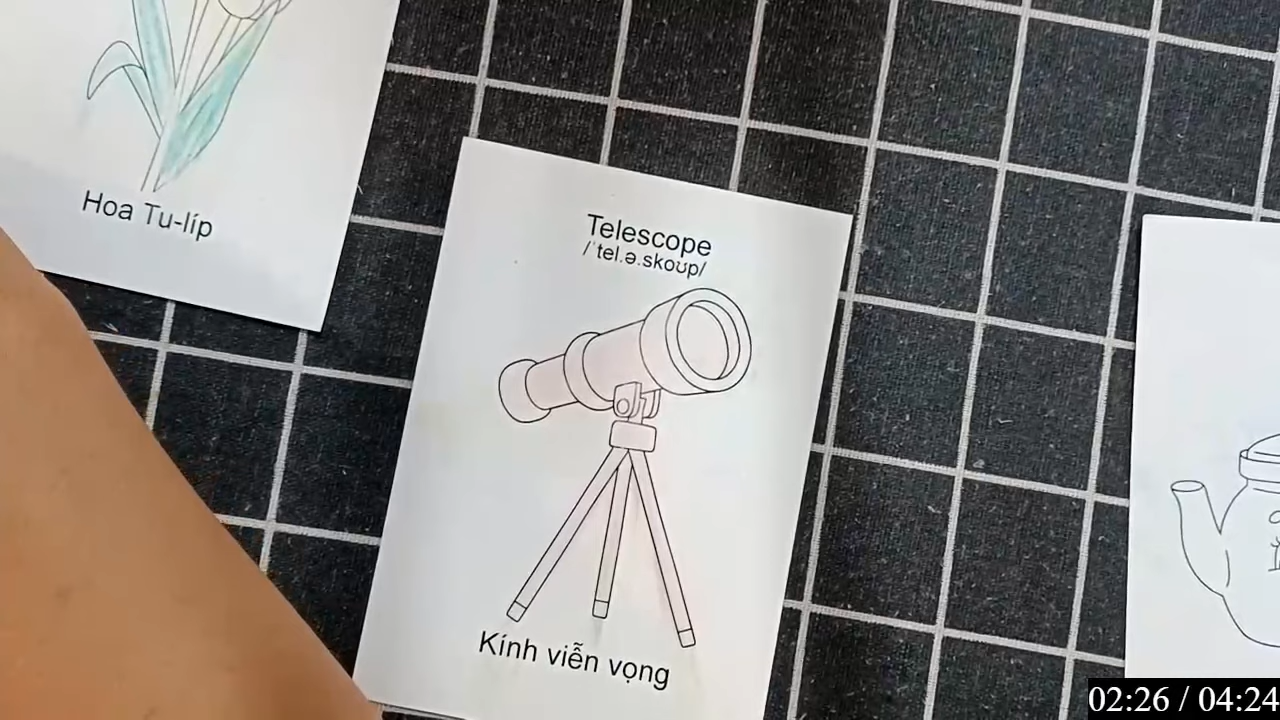 Hoa Tu-líp
Telescope
/ˈtel.ə.skoʊp/
Kính viễn vọng
02:26 / 04:24